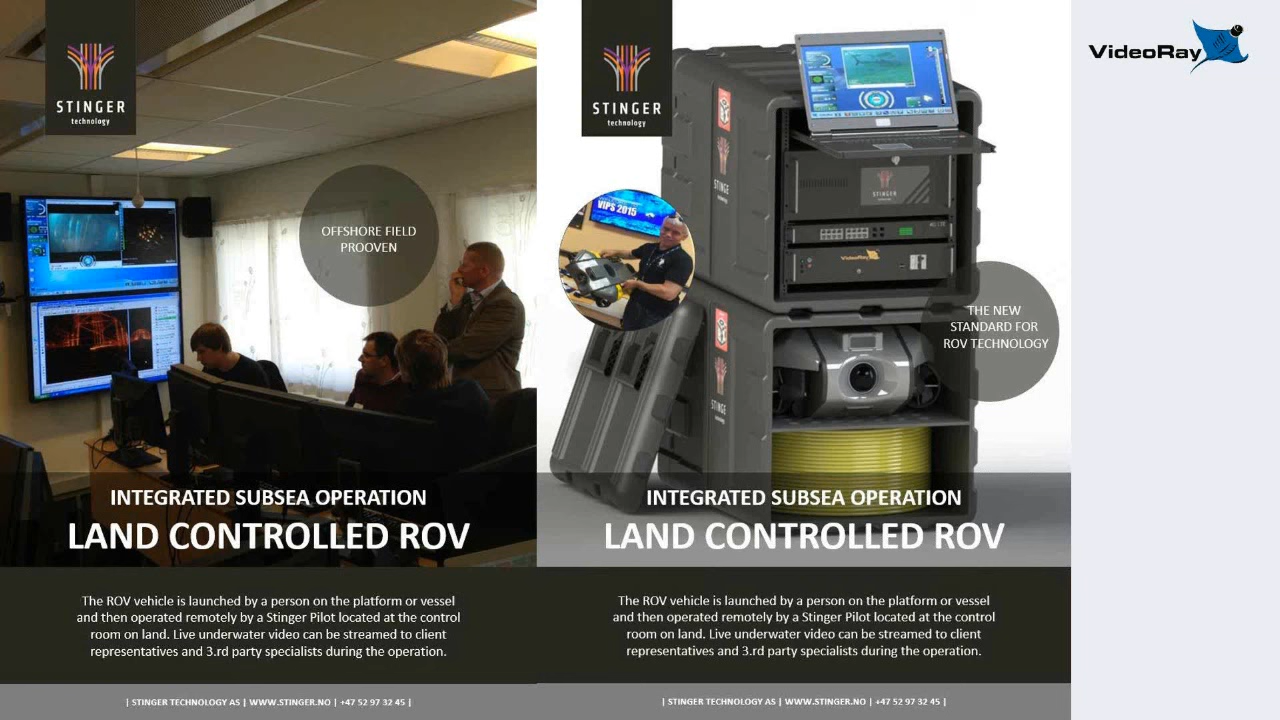 STINGER
technology
OFFSHORE FIELD
PROOVEN
INTEGRATED SUBSEA OPERATION
LAND CONTROLLED ROV
The ROV vehicle is launched by a person on the platform or vessel
and then operated remotely by a Stinger Pilot located at the control
room on land. Live underwater video can be streamed to client
representatives and 3.rd party specialists during the operation.
| STINGER TECHNOLOGY AS | WWW.STINGER.NO | +47 52 97 32 45 |
STINGER
technology
VIPS 2015
STINGER
VideoRay
THE NEW
STANDARD FOR
ROV TECHNOLOGY
INTEGRATED SUBSEA OPERATION
LAND CONTROLLED ROV
The ROV vehicle is launched by a person on the platform or vessel
and then operated remotely by a Stinger Pilot located at the control
room on land. Live underwater video can be streamed to client
representatives and 3.rd party specialists during the operation.
| STINGER TECHNOLOGY AS | WWW.STINGER.NO | +47 52 97 32 45 |
VideoRay